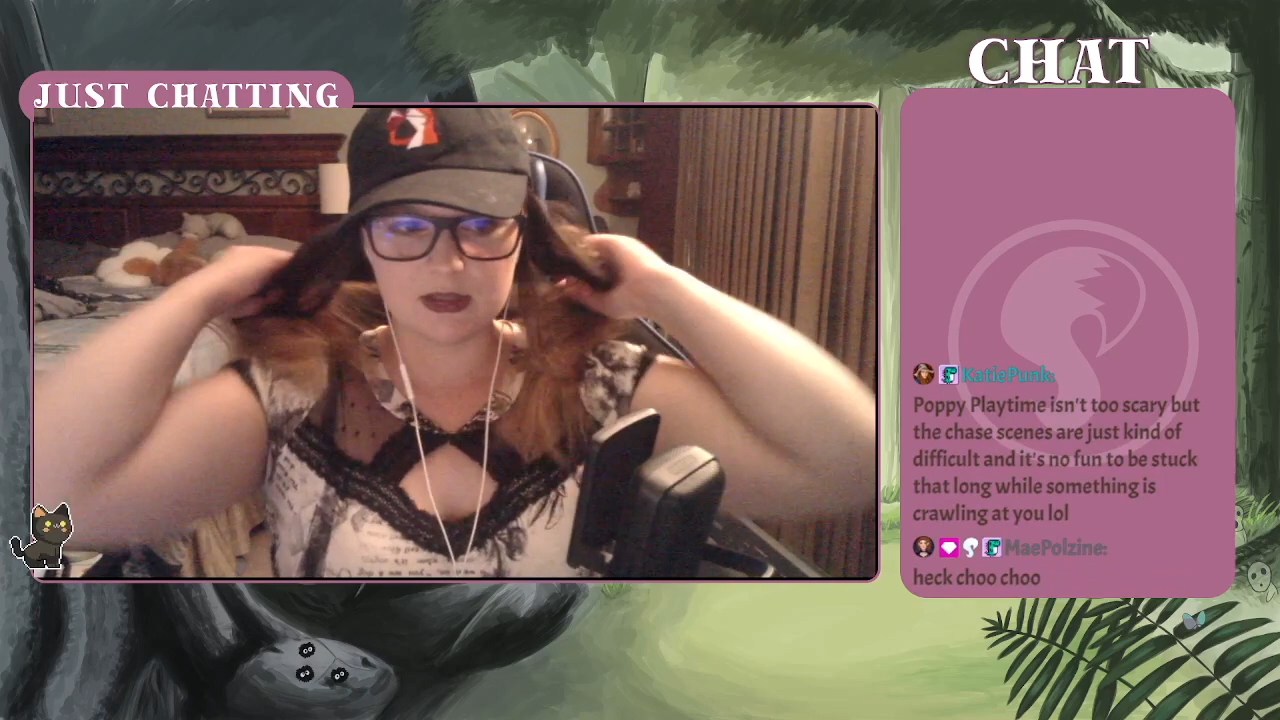 JUST CHATTING
CHAT
KatiePunk:
Poppy Playtime isn't too scary but
the chase scenes are just kind of
difficult and it's no fun to be stuck
that long while something is
crawling at you lol
MaePolzine:
heck choo choo